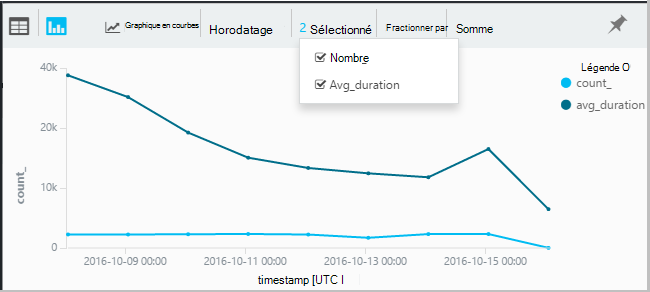 Graphique en courbes Horodatage 2 Sélectionné Fractionner par Somme
Nombre
Avg_duration
Légende O
count_
avg_duration
40k
20k
10k
0
count_
2016-10-09 00:00 2016-10-11 00:00 2016-10-13 00:00 2016-10-15 00:00
timestamp [UTC I